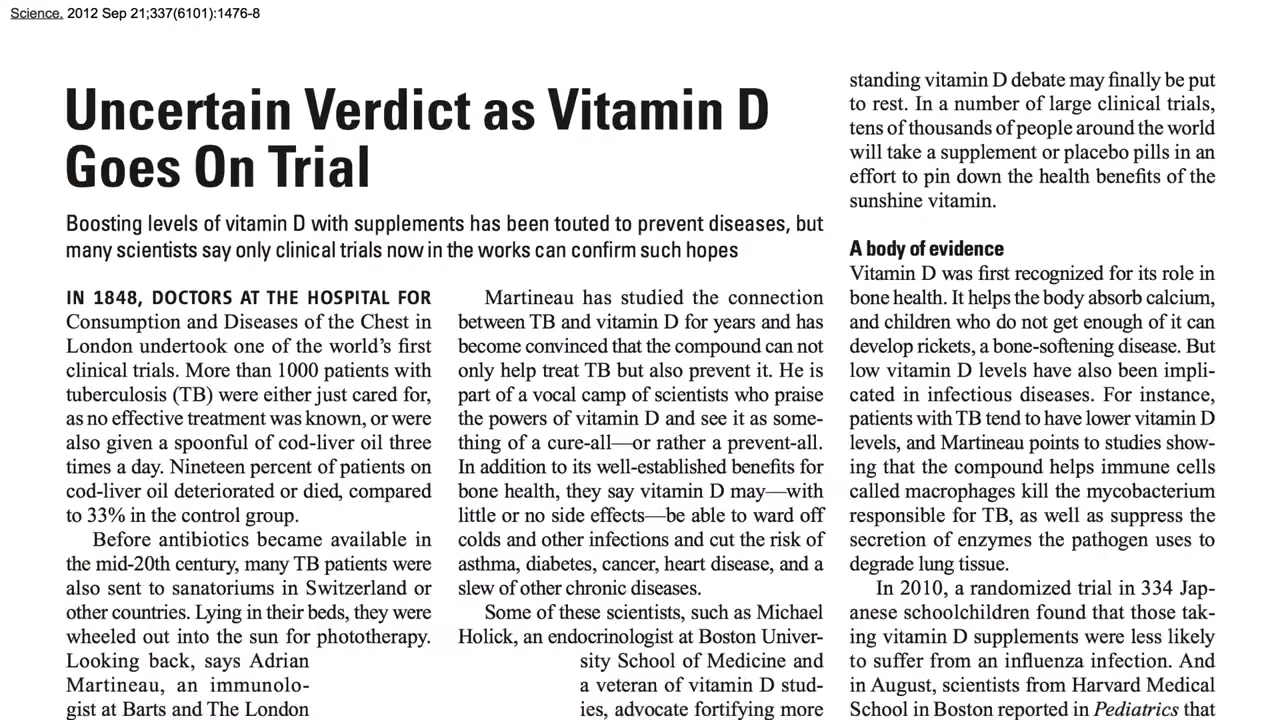 Science. 2012 Sep 21;337(6101):1476-8
Uncertain Verdict as Vitamin D
Goes On Trial
Boosting levels of vitamin D with supplements has been touted to prevent diseases, but
many scientists say only clinical trials now in the works can confirm such hopes
IN 1848, DOCTORS AT THE HOSPITAL FOR
Consumption and Diseases of the Chest in
London undertook one of the world's first
clinical trials. More than 1000 patients with
tuberculosis (TB) were either just cared for,
as no effective treatment was known, or were
also given a spoonful of cod-liver oil three
times a day. Nineteen percent of patients on
cod-liver oil deteriorated or died, compared
to 33% in the control group.
Before antibiotics became available in
the mid-20th century, many TB patients were
also sent to sanatoriums in Switzerland or
other countries. Lying in their beds, they were
wheeled out into the sun for phototherapy.
Looking back, says Adrian
Martineau, an immunolo-
gist at Barts and The London
Martineau has studied the connection
between TB and vitamin D for years and has
become convinced that the compound can not
only help treat TB but also prevent it. He is
part of a vocal camp of scientists who praise
the powers of vitamin D and see it as some-
thing of a cure-all—or rather a prevent-all.
In addition to its well-established benefits for
bone health, they say vitamin D may—with
little or no side effects—be able to ward off
colds and other infections and cut the risk of
asthma, diabetes, cancer, heart disease, and a
slew of other chronic diseases.
Some of these scientists, such as Michael
Holick, an endocrinologist at Boston Univer-
sity School of Medicine and
a veteran of vitamin D stud-
ies, advocate fortifying more
standing vitamin D debate may finally be put
to rest. In a number of large clinical trials,
tens of thousands of people around the world
will take a supplement or placebo pills in an
effort to pin down the health benefits of the
sunshine vitamin.
A body of evidence
Vitamin D was first recognized for its role in
bone health. It helps the body absorb calcium,
and children who do not get enough of it can
develop rickets, a bone-softening disease. But
low vitamin D levels have also been impli-
cated in infectious diseases. For instance,
patients with TB tend to have lower vitamin D
levels, and Martineau points to studies show-
ing that the compound helps immune cells
called macrophages kill the mycobacterium
responsible for TB, as well as suppress the
secretion of enzymes the pathogen uses to
degrade lung tissue.
In 2010, a randomized trial in 334 Jap-
anese schoolchildren found that those tak-
ing vitamin D supplements were less likely
to suffer from an influenza infection. And
in August, scientists from Harvard Medical
School in Boston reported in Pediatrics that